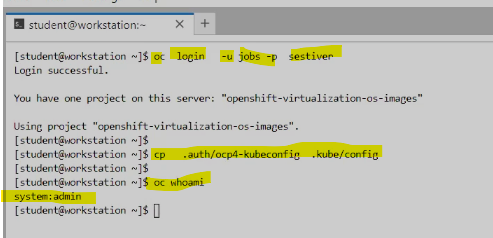 student@workstation:~
[student@workstation ~]$ oc login -u jobs -p sestiver
Login successful.
You have one project on this server: "openshift-virtualization-os-images"
Using project "openshift-virtualization-os-images".
[student@workstation ~]$
[student@workstation ~]$ cp .auth/ocp4-kubeconfig .kube/config
[student@workstation ~]$
[student@workstation ~]$ oc whoami
system:admin
[student@workstation ~]$